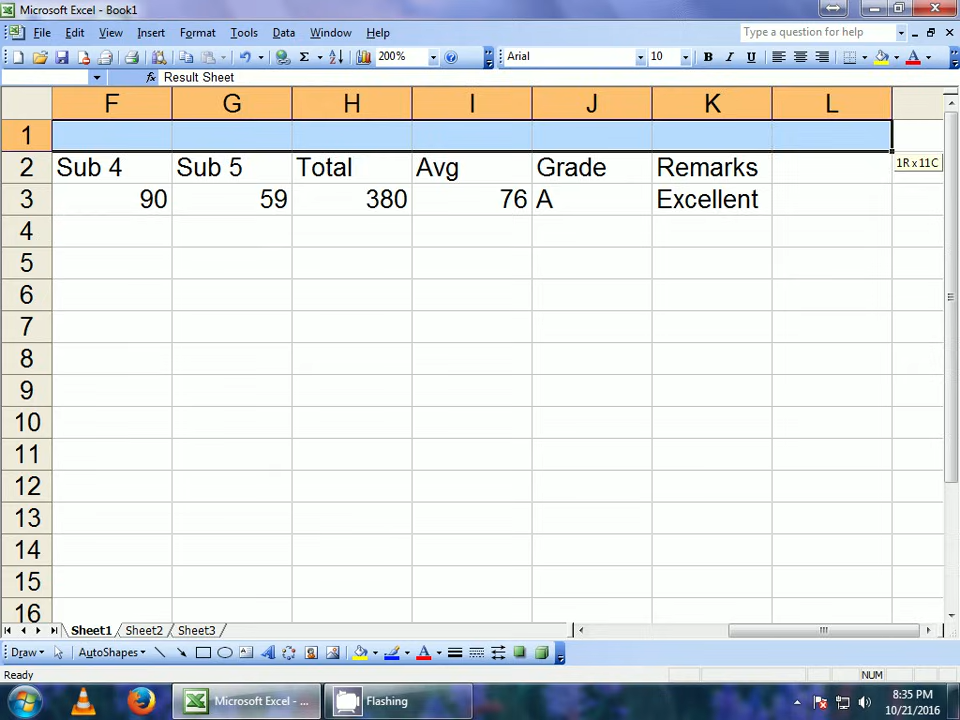 Microsoft Excel - Book1
File Edit View Insert Format Tools Data Window Help Type a question for help
200% Arial 10 B I U A
fx Result Sheet
F G H I J K L
1
1R x 11C
2 Sub 4 Sub 5 Total Avg Grade Remarks
3 90 59 380 76 A Excellent
4
5
6
7
8
9
10
11
12
13
14
15
16
Sheet1 Sheet2 Sheet3
Draw AutoShapes A
Ready NUM
Microsoft Excel - ... Flashing 8:35 PM
10/21/2016